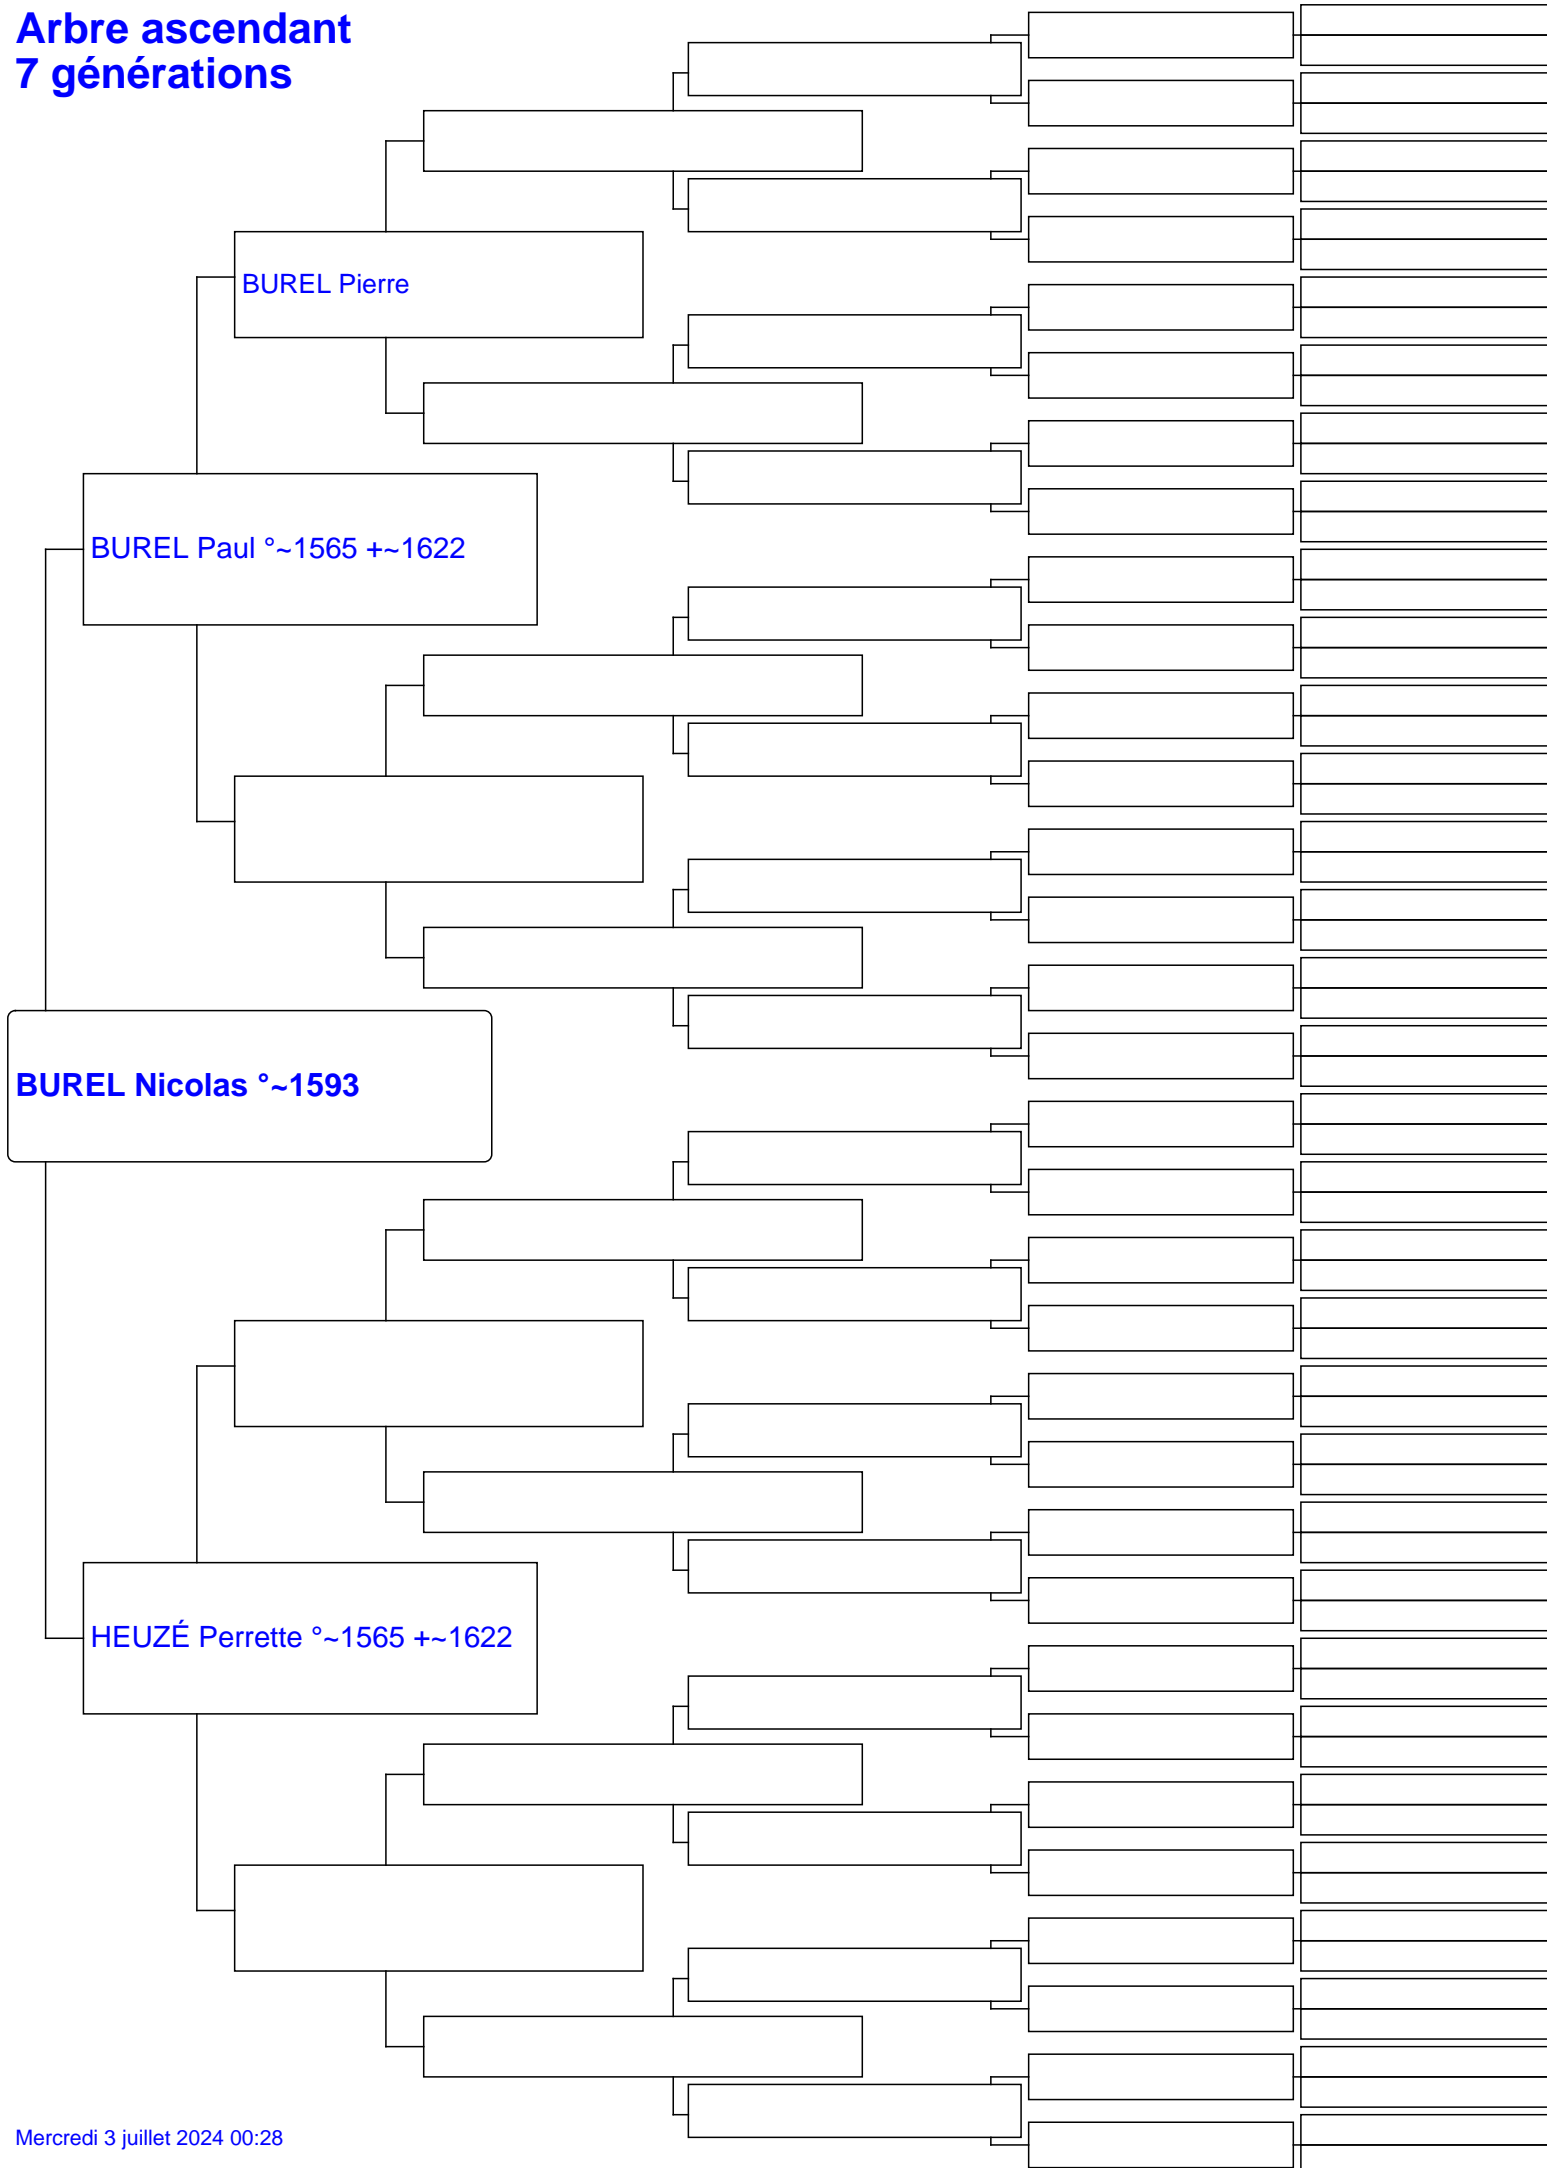 Arbre ascendant
7 générations
BUREL Pierre
BUREL Paul °~1565 +~1622
BUREL Nicolas °~1593
HEUZÉ Perrette °~1565 +~1622
Mercredi 3 juillet 2024 00:28